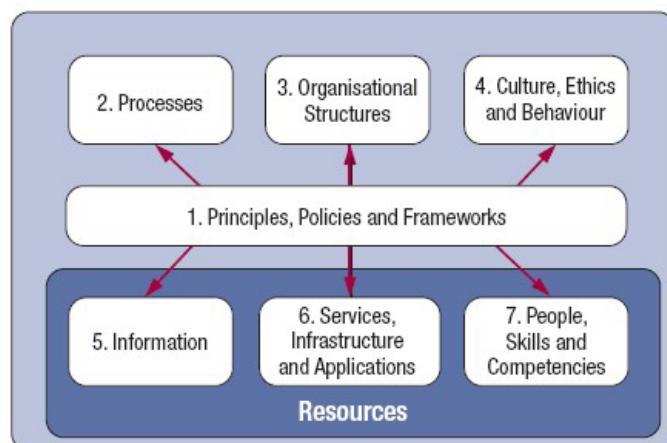 2. Processes
3. Organisational
Structures
4. Culture, Ethics
and Behaviour
1. Principles, Policies and Frameworks
5. Information
6. Services,
Infrastructure
and Applications
7. People,
Skills and
Competencies
Resources